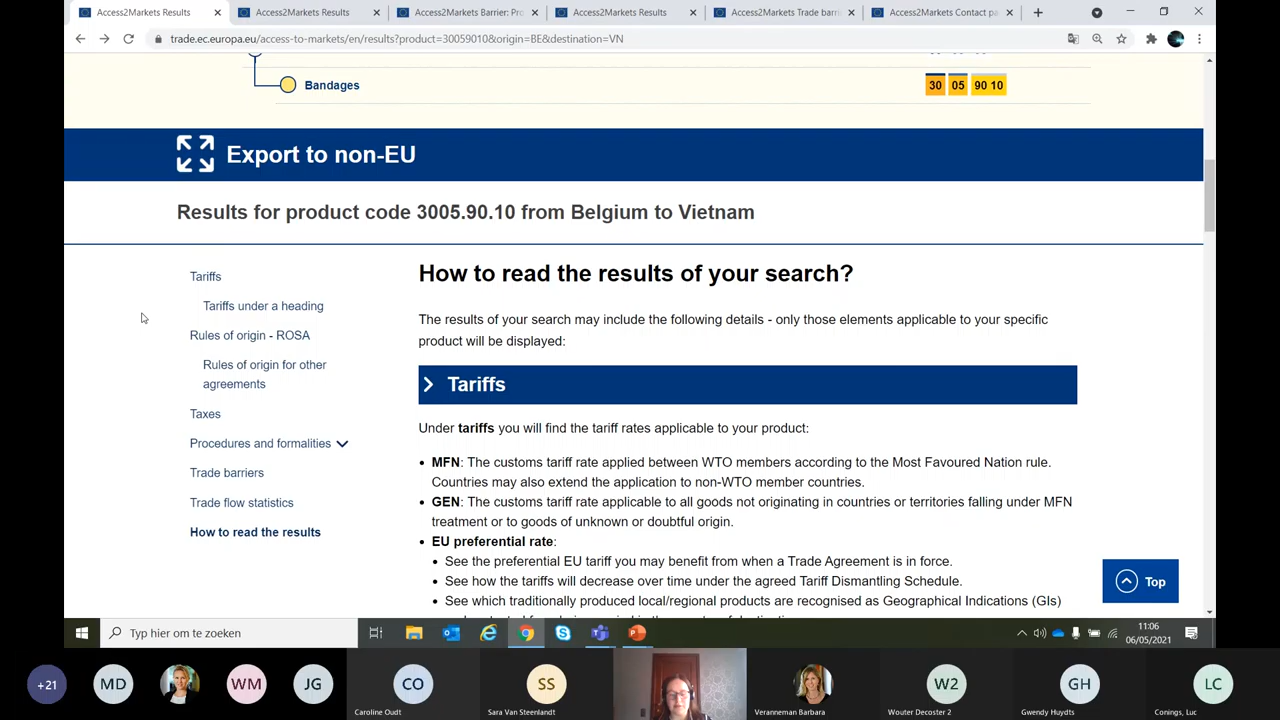 Access2Markets Results
Access2Markets Results
Access2Markets Barrier: Pro
Access2Markets Results
Access2Markets Trade barri
Access2Markets Contact pa
trade.ec.europa.eu/access-to-markets/en/results?product=30059010&origin=BE&destination=VN
Bandages
30 05 90 10
Export to non-EU
Results for product code 3005.90.10 from Belgium to Vietnam
Tariffs
Tariffs under a heading
Rules of origin - ROSA
Rules of origin for other
agreements
Taxes
Procedures and formalities
Trade barriers
Trade flow statistics
How to read the results
How to read the results of your search?
The results of your search may include the following details - only those elements applicable to your specific
product will be displayed:
Tariffs
Under tariffs you will find the tariff rates applicable to your product:
• MFN: The customs tariff rate applied between WTO members according to the Most Favoured Nation rule.
Countries may also extend the application to non-WTO member countries.
• GEN: The customs tariff rate applicable to all goods not originating in countries or territories falling under MFN
treatment or to goods of unknown or doubtful origin.
• EU preferential rate:
• See the preferential EU tariff you may benefit from when a Trade Agreement is in force.
• See how the tariffs will decrease over time under the agreed Tariff Dismantling Schedule.
• See which traditionally produced local/regional products are recognised as Geographical Indications (GIs)
Top
Typ hier om te zoeken
11:06
06/05/2021
+21
MD
WM
JG
CO
Caroline Oudt
SS
Sara Van Steenlandt
Veranneman Barbara
W2
Wouter Decoster 2
GH
Gwendy Huydts
LC
Conings, Luc